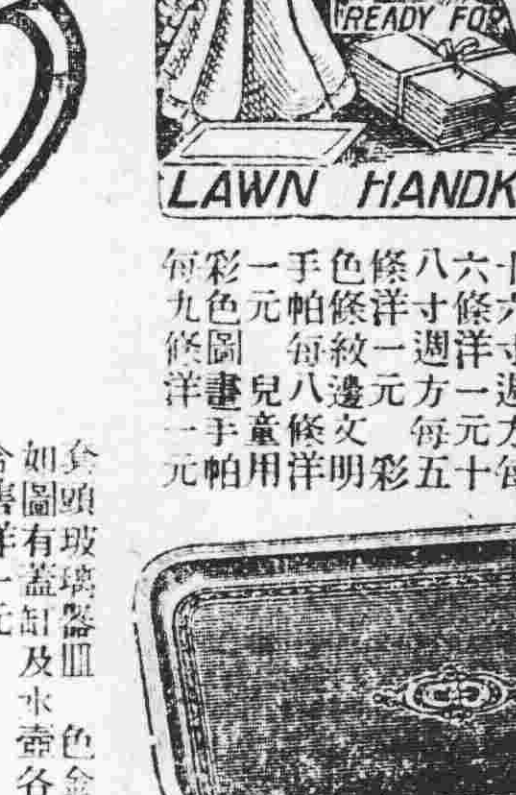 READY FOR
LAWN HANDK
六寸週方每
六條洋一元十
八寸週方每五
條洋一元 彩
色條紋邊文明
手帕每八條洋
一元 兒童用
彩色圖畫手帕
每九條洋一元
套頭玻璃器皿 色金
如圖有蓋缸及水壺各
售洋一元